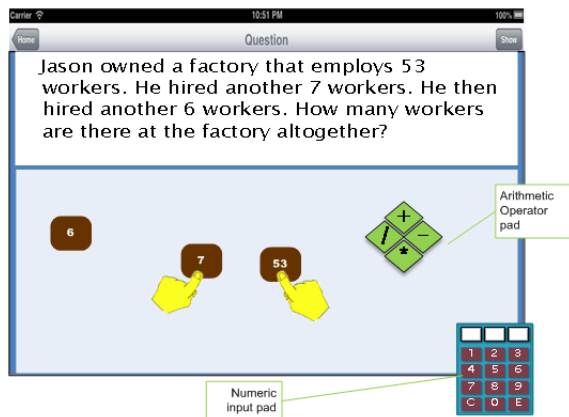 Carrier 10:51 PM 100%
Home Question Show
Jason owned a factory that employs 53
workers. He hired another 7 workers. He then
hired another 6 workers. How many workers
are there at the factory altogether?
Arithmetic
Operator
pad
+
/ -
*
6
7 53
1 2 3
4 5 6
7 8 9
C 0 E
Numeric
input pad